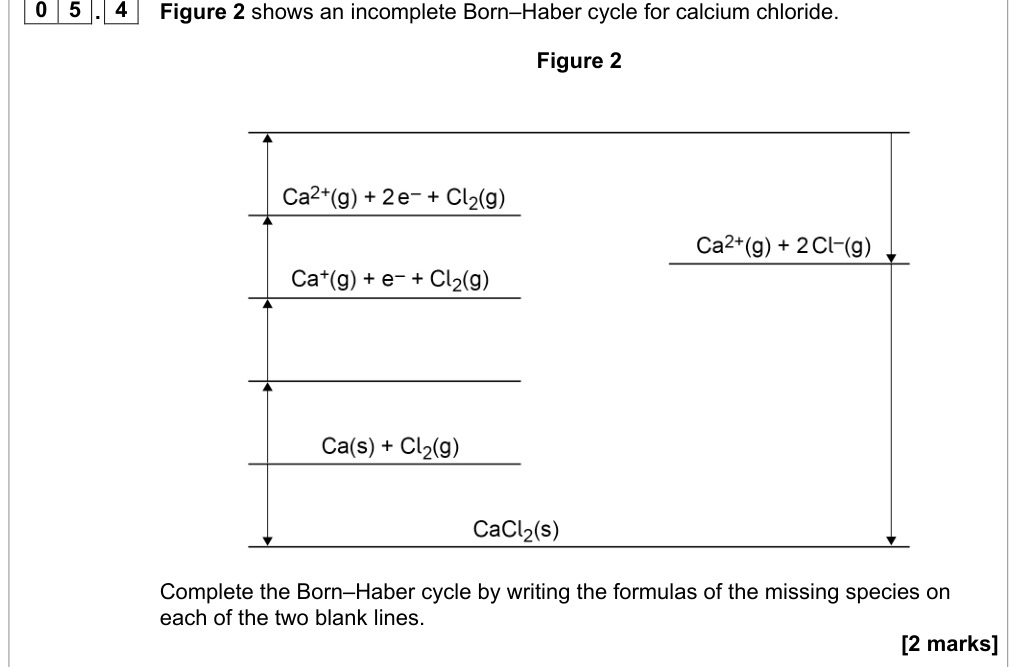 0 5 . 4 Figure 2 shows an incomplete Born–Haber cycle for calcium chloride.
Figure 2
Ca²⁺(g) + 2 e⁻ + Cl₂(g)
Ca²⁺(g) + 2 Cl⁻(g)
Ca⁺(g) + e⁻ + Cl₂(g)
Ca(s) + Cl₂(g)
CaCl₂(s)
Complete the Born–Haber cycle by writing the formulas of the missing species on
each of the two blank lines.
[2 marks]